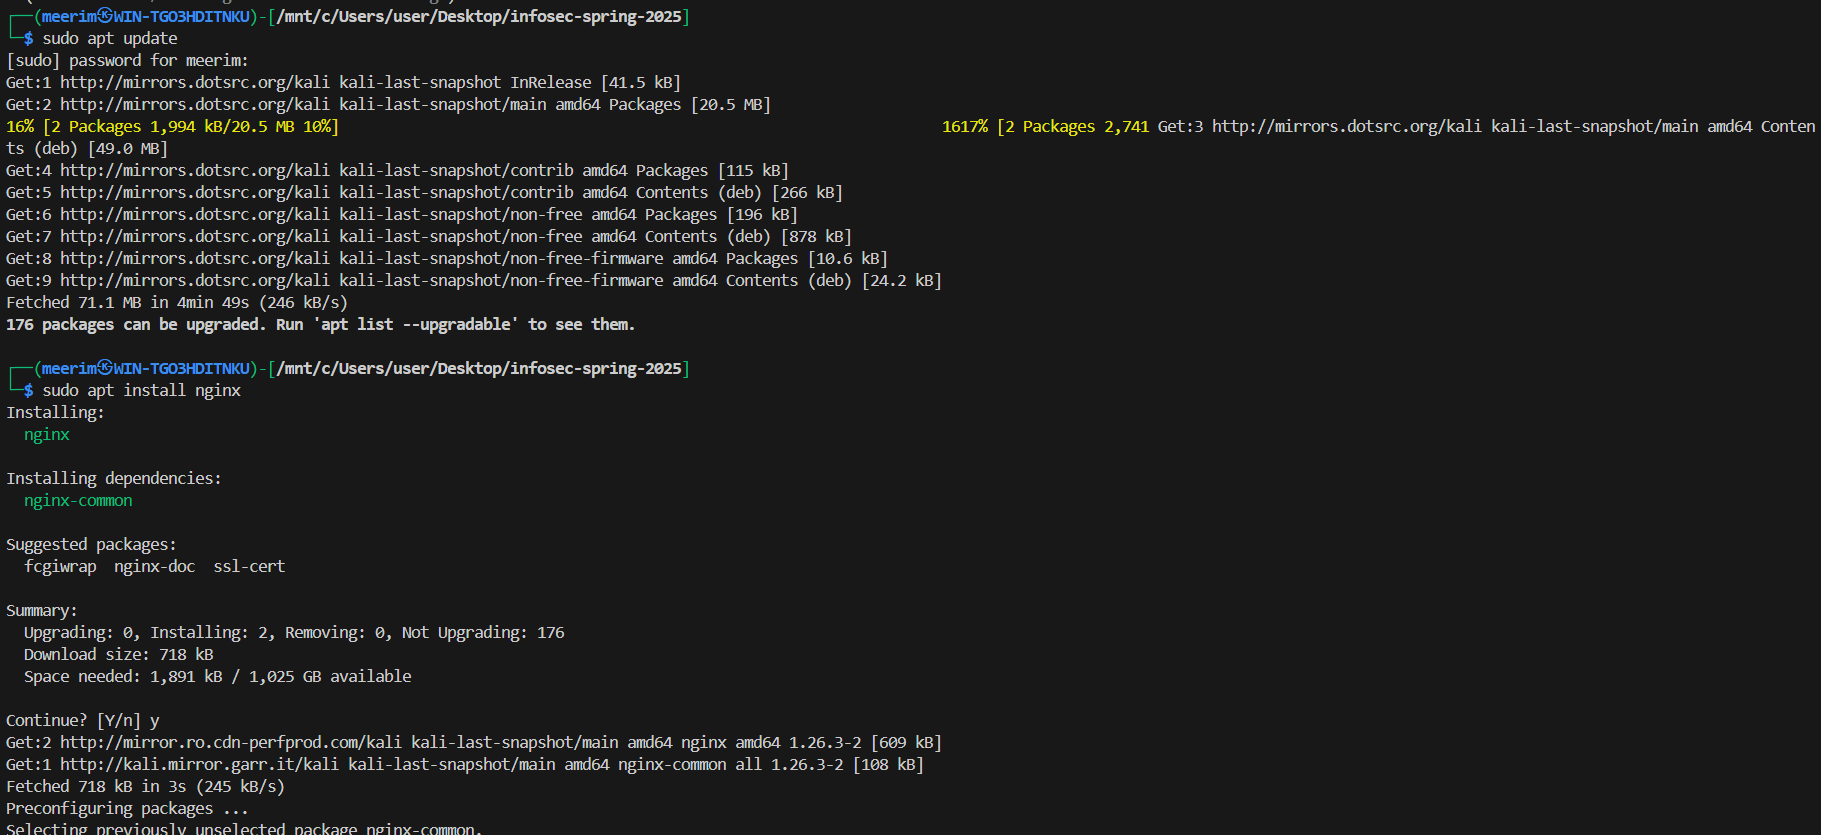 ┌──(meerim㉿WIN-TGO3HDITNKU)-[/mnt/c/Users/user/Desktop/infosec-spring-2025]
└─$ sudo apt update
[sudo] password for meerim:
Get:1 http://mirrors.dotsrc.org/kali kali-last-snapshot InRelease [41.5 kB]
Get:2 http://mirrors.dotsrc.org/kali kali-last-snapshot/main amd64 Packages [20.5 MB]
16% [2 Packages 1,994 kB/20.5 MB 10%] 1617% [2 Packages 2,741 Get:3 http://mirrors.dotsrc.org/kali kali-last-snapshot/main amd64 Conten
ts (deb) [49.0 MB]
Get:4 http://mirrors.dotsrc.org/kali kali-last-snapshot/contrib amd64 Packages [115 kB]
Get:5 http://mirrors.dotsrc.org/kali kali-last-snapshot/contrib amd64 Contents (deb) [266 kB]
Get:6 http://mirrors.dotsrc.org/kali kali-last-snapshot/non-free amd64 Packages [196 kB]
Get:7 http://mirrors.dotsrc.org/kali kali-last-snapshot/non-free amd64 Contents (deb) [878 kB]
Get:8 http://mirrors.dotsrc.org/kali kali-last-snapshot/non-free-firmware amd64 Packages [10.6 kB]
Get:9 http://mirrors.dotsrc.org/kali kali-last-snapshot/non-free-firmware amd64 Contents (deb) [24.2 kB]
Fetched 71.1 MB in 4min 49s (246 kB/s)
176 packages can be upgraded. Run 'apt list --upgradable' to see them.
┌──(meerim㉿WIN-TGO3HDITNKU)-[/mnt/c/Users/user/Desktop/infosec-spring-2025]
└─$ sudo apt install nginx
Installing:
nginx
Installing dependencies:
nginx-common
Suggested packages:
fcgiwrap nginx-doc ssl-cert
Summary:
Upgrading: 0, Installing: 2, Removing: 0, Not Upgrading: 176
Download size: 718 kB
Space needed: 1,891 kB / 1,025 GB available
Continue? [Y/n] y
Get:2 http://mirror.ro.cdn-perfprod.com/kali kali-last-snapshot/main amd64 nginx amd64 1.26.3-2 [609 kB]
Get:1 http://kali.mirror.garr.it/kali kali-last-snapshot/main amd64 nginx-common all 1.26.3-2 [108 kB]
Fetched 718 kB in 3s (245 kB/s)
Preconfiguring packages ...
Selecting previously unselected package nginx-common.